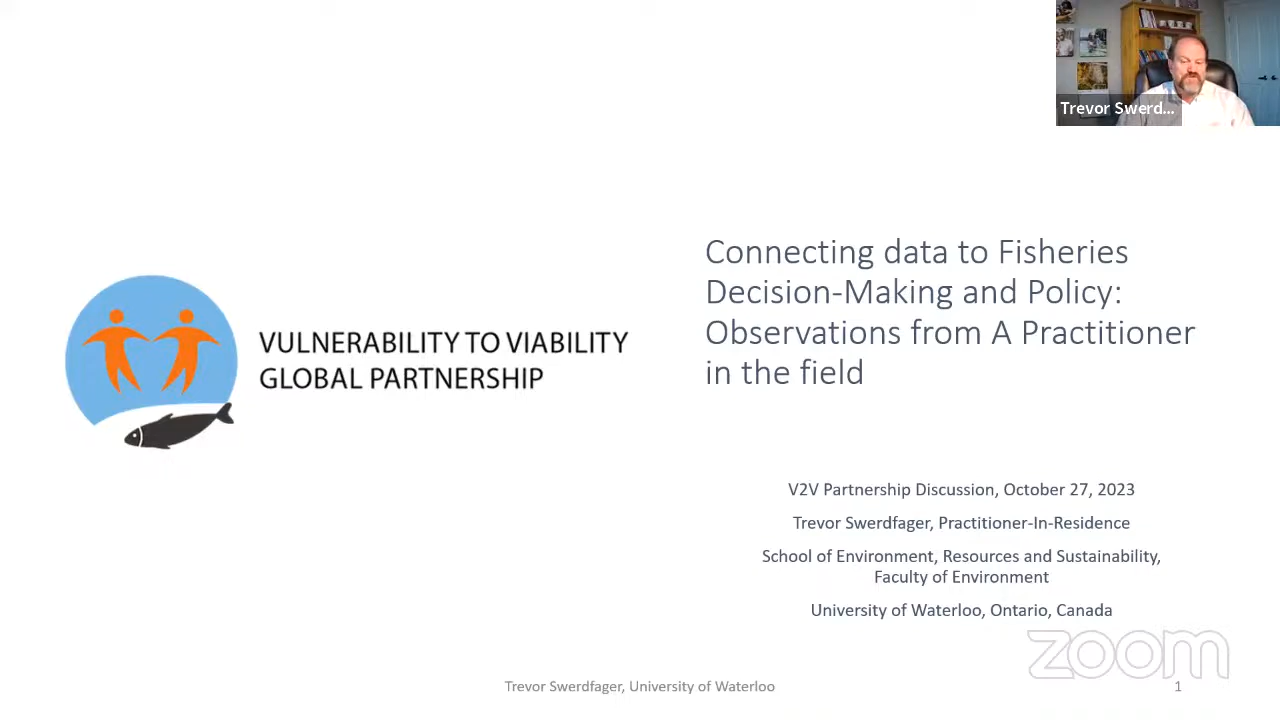 Trevor Swerd...
Connecting data to Fisheries
Decision-Making and Policy:
Observations from A Practitioner
in the field
VULNERABILITY TO VIABILITY
GLOBAL PARTNERSHIP
V2V Partnership Discussion, October 27, 2023
Trevor Swerdfager, Practitioner-In-Residence
School of Environment, Resources and Sustainability,
Faculty of Environment
University of Waterloo, Ontario, Canada
zoom
Trevor Swerdfager, University of Waterloo
1